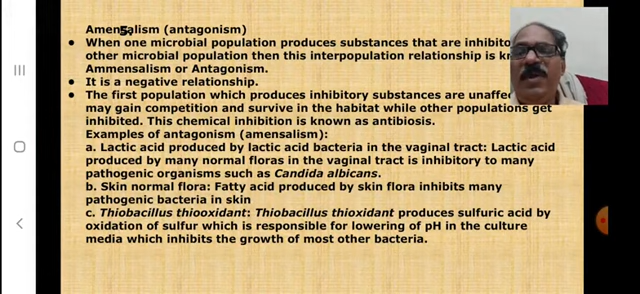 5.
Amensalism (antagonism)
• When one microbial population produces substances that are
other microbial population then this interpopulation relationship is
Ammensalism or Antagonism.
• It is a negative relationship.
• The first population which produces inhibitory substances are
may gain competition and survive in the habitat while other populations get
inhibited. This chemical inhibition is known as antibiosis.
Examples of antagonism (amensalism):
a. Lactic acid produced by lactic acid bacteria in the vaginal tract: Lactic acid
produced by many normal floras in the vaginal tract is inhibitory to many
pathogenic organisms such as Candida albicans.
b. Skin normal flora: Fatty acid produced by skin flora inhibits many
pathogenic bacteria in skin
c. Thiobacillus thiooxidant: Thiobacillus thioxidant produces sulfuric acid by
oxidation of sulfur which is responsible for lowering of pH in the culture
media which inhibits the growth of most other bacteria.